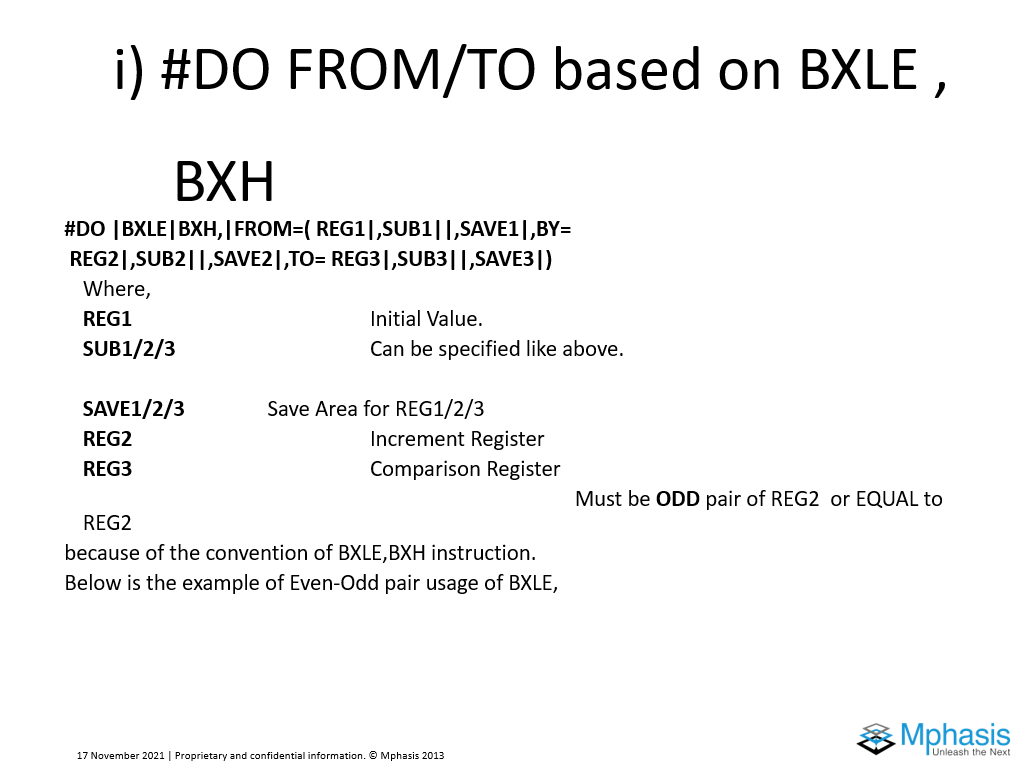 i) #DO FROM/TO based on BXLE ,
BXH
#DO |BXLE|BXH,|FROM=( REG1|,SUB1||,SAVE1|,BY=
REG2|,SUB2||,SAVE2|,TO= REG3|,SUB3||,SAVE3|)
Where,
REG1 Initial Value.
SUB1/2/3 Can be specified like above.
SAVE1/2/3 Save Area for REG1/2/3
REG2 Increment Register
REG3 Comparison Register
Must be ODD pair of REG2 or EQUAL to
REG2
because of the convention of BXLE,BXH instruction.
Below is the example of Even-Odd pair usage of BXLE,
17 November 2021 | Proprietary and confidential information. © Mphasis 2013
Mphasis
Unleash the Next